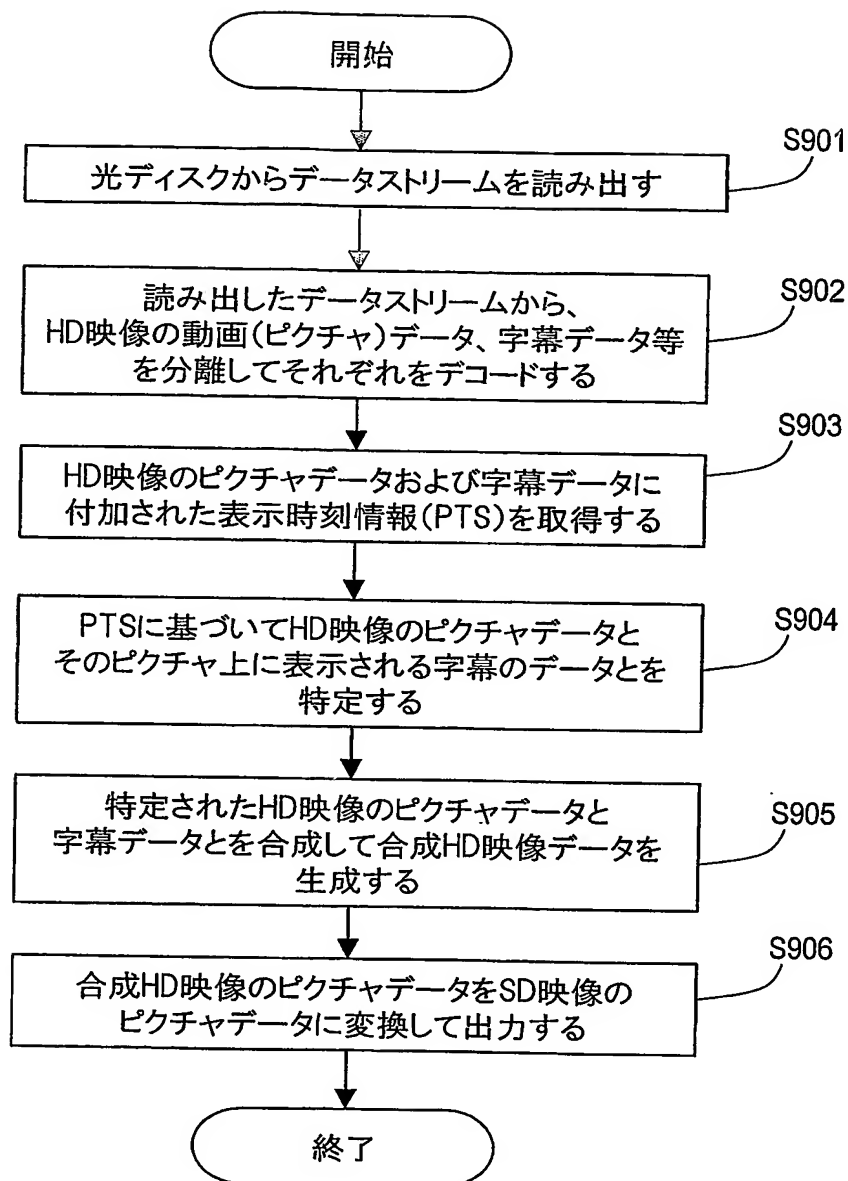 開始
S901
光ディスクからデータストリームを読み出す
S902
読み出したデータストリームから、
HD映像の動画(ピクチャ)データ、字幕データ等
を分離してそれぞれをデコードする
S903
HD映像のピクチャデータおよび字幕データに
付加された表示時刻情報(PTS)を取得する
S904
PTSに基づいてHD映像のピクチャデータと
そのピクチャ上に表示される字幕のデータとを
特定する
S905
特定されたHD映像のピクチャデータと
字幕データとを合成して合成HD映像データを
生成する
S906
合成HD映像のピクチャデータをSD映像の
ピクチャデータに変換して出力する
終了